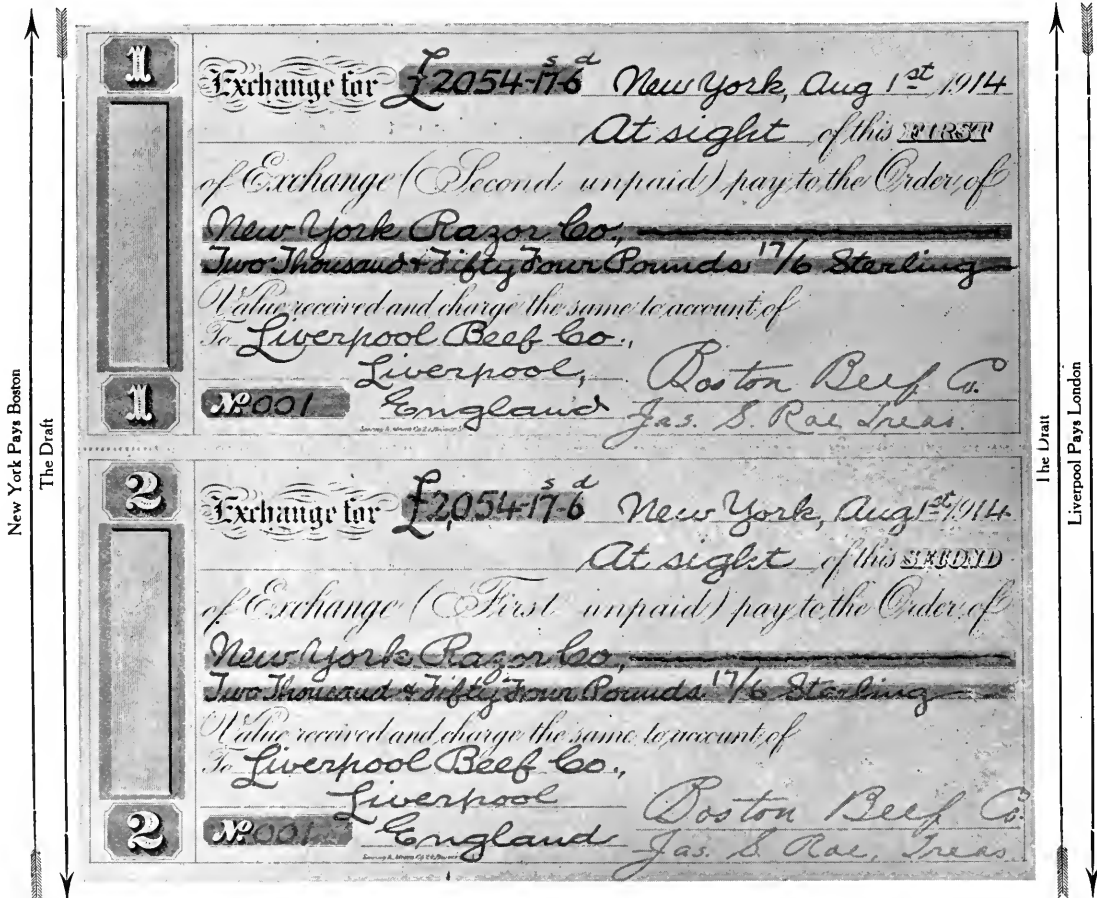 New York Pays Boston
The Draft
1
Exchange for £2054-17s-6d New York, Aug 1st 1914
At sight of this FIRST
of Exchange (Second unpaid) pay to the Order of
New York Razor Co.,
Two Thousand & Fifty Four Pounds 17/6 Sterling
Value received and charge the same to account of
To Liverpool Beef Co.,
Liverpool,
1
No. 001 England
Boston Beef Co.
Jas. S. Rae Treas.
2
Exchange for £2,054-17s-6d New York, Aug 1st 1914
At sight of this SECOND
of Exchange (First unpaid) pay to the Order of
New York Razor Co.,
Two Thousand & Fifty Four Pounds 17/6 Sterling
Value received and charge the same to account of
To Liverpool Beef Co.,
Liverpool
2
No. 001 England
Boston Beef Co.
Jas. S. Rae, Treas.
The Draft
Liverpool Pays London